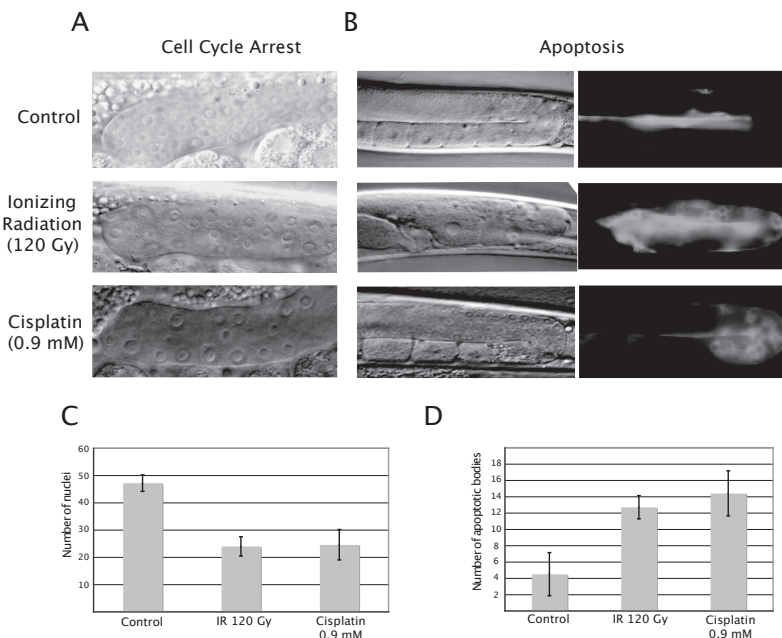 A
Cell Cycle Arrest
B
Apoptosis
Control
Ionizing
Radiation
(120 Gy)
Cisplatin
(0.9 mM)
C
Number of nuclei
60
50
40
30
20
10
Control
IR 120 Gy
Cisplatin
0.9 mM
D
Number of apoptotic bodies
18
16
14
12
10
8
6
4
2
Control
IR 120 Gy
Cisplatin
0.9 mM